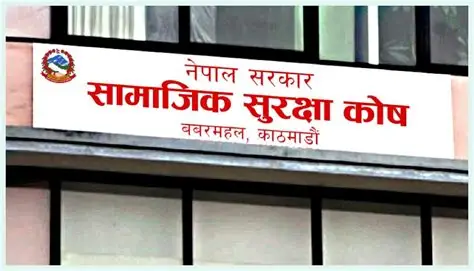 नेपाल सरकार
सामाजिक सुरक्षा कोष
बबरमहल, काठमाडौं